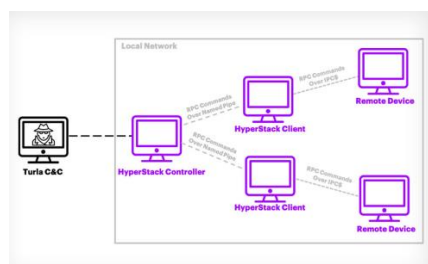 Local Network
RPC Commands
Over IPC$
Remote Device
RPC Commands
Over Named Pipe
HyperStack Client
Turla C&C
HyperStack Controller
RPC Commands
Over Named Pipe
HyperStack Client
RPC Commands
Over IPC$
Remote Device